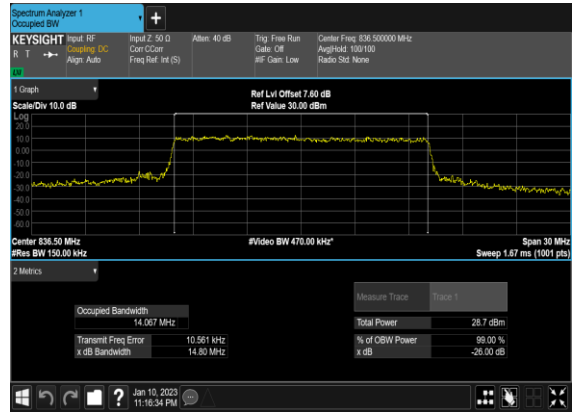 Spectrum Analyzer 1
Occupied BW
+
KEYSIGHT Input: RF Input Z: 50 Ω Atten: 40 dB Trig: Free Run Center Freq: 836.500000 MHz
R T Coupling: DC Corr CCorr Gate: Off Avg|Hold: 100/100
Align: Auto Freq Ref: Int (S) #IF Gain: Low Radio Std: None
LW
1 Graph Ref Lvl Offset 7.60 dB
Scale/Div 10.0 dB Ref Value 30.00 dBm
Log
20.0
10.0
0.00
-10.0
-20.0
-30.0
-40.0
-50.0
-60.0
Center 836.50 MHz #Video BW 470.00 kHz* Span 30 MHz
#Res BW 150.00 kHz Sweep 1.67 ms (1001 pts)
2 Metrics
Measure Trace Trace 1
Occupied Bandwidth
14.067 MHz Total Power 28.7 dBm
Transmit Freq Error 10.561 kHz % of OBW Power 99.00 %
x dB Bandwidth 14.80 MHz x dB -26.00 dB
? Jan 10, 2023
11:16:34 PM